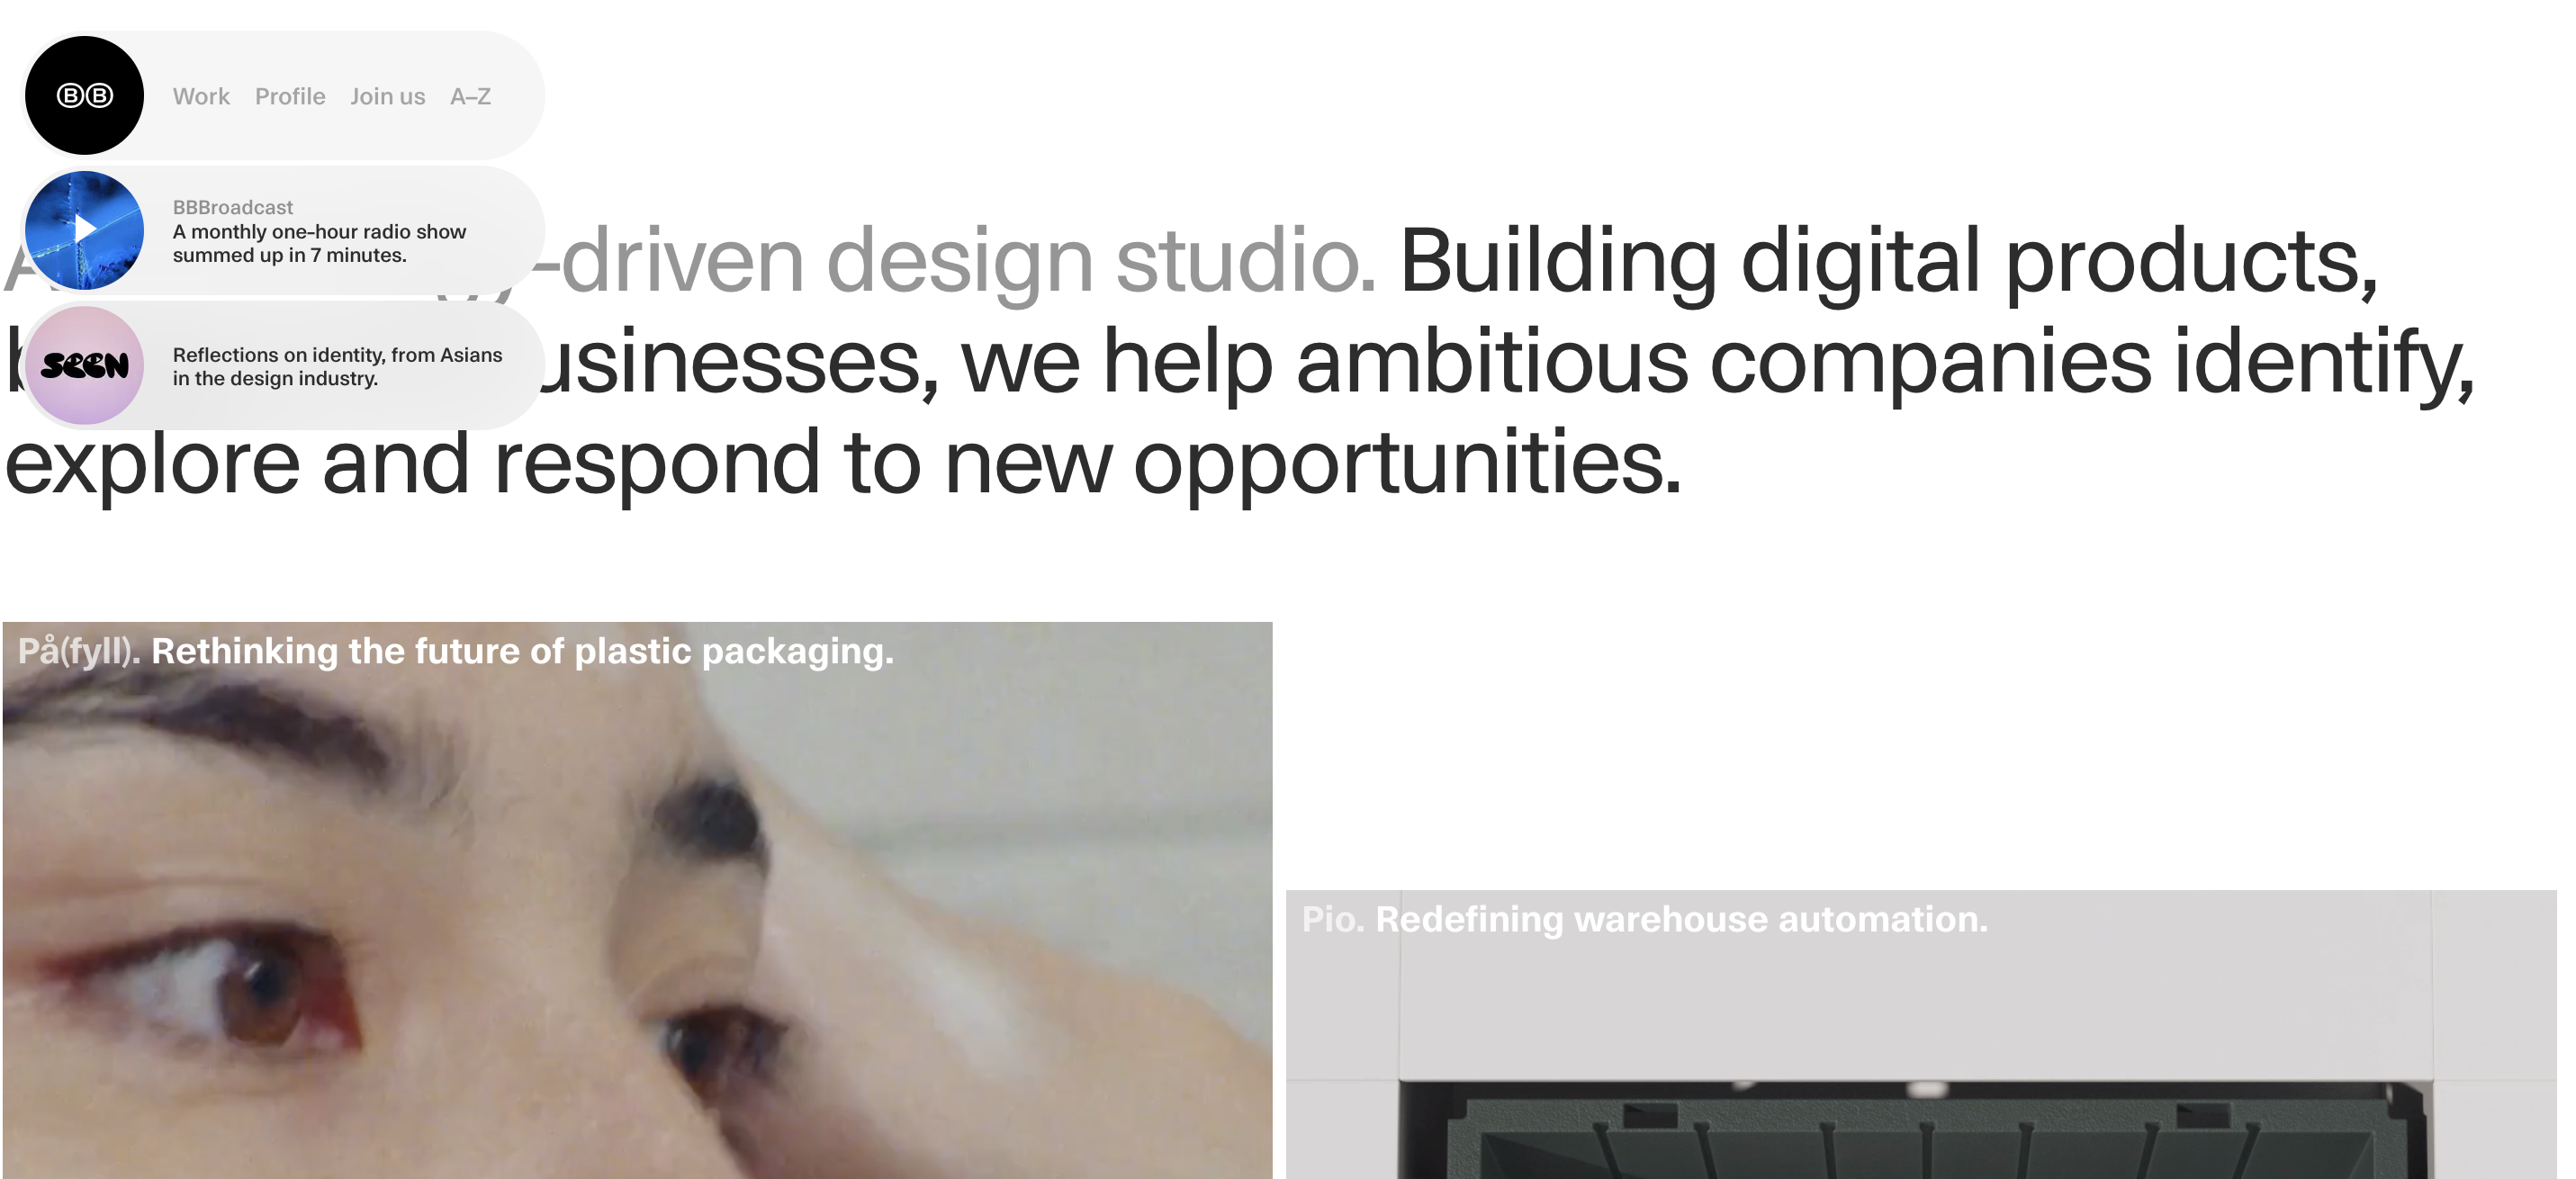 BB
Work Profile Join us A–Z
BBBroadcast
A monthly one-hour radio show
summed up in 7 minutes.
-driven design studio. Building digital products,
SEEN
Reflections on identity, from Asians
in the design industry.
usinesses, we help ambitious companies identify,
explore and respond to new opportunities.
På(fyll). Rethinking the future of plastic packaging.
Pio. Redefining warehouse automation.